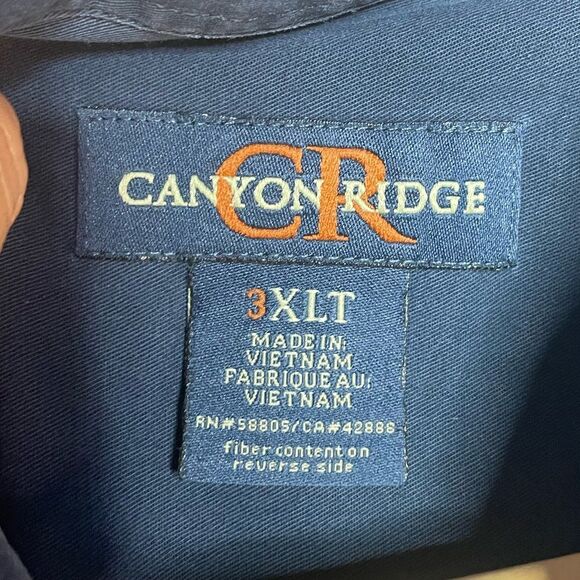 CR
CANYON RIDGE
3XLT
MADE IN:
VIETNAM
FABRIQUE AU:
VIETNAM
RN#58805/CA#42888
fiber content on
reverse side